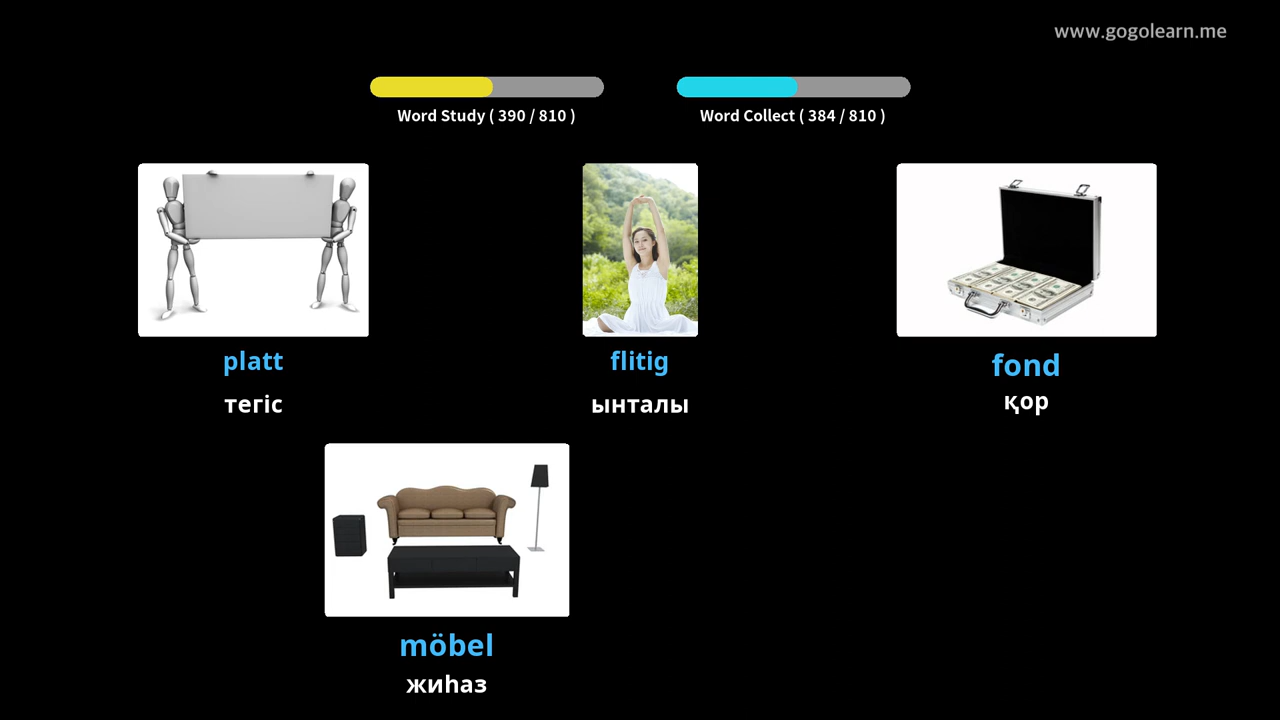 www.gogolearn.me
Word Study ( 390 / 810 )
Word Collect ( 384 / 810 )
platt
тегіс
flitig
ынталы
fond
қор
möbel
жиһаз